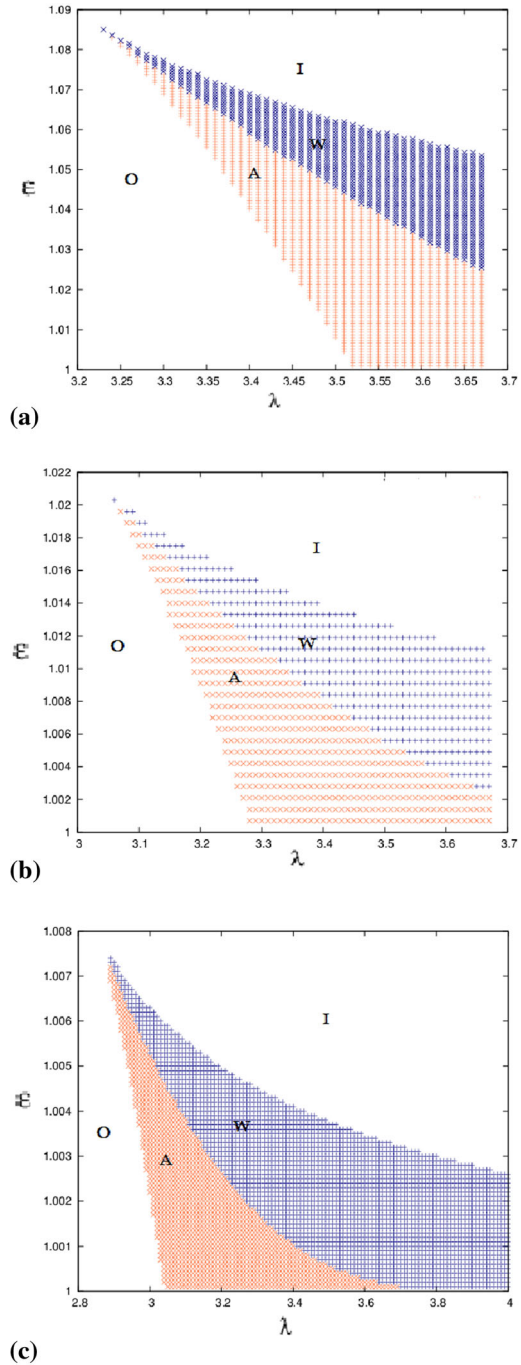 1.09
1.08
1.07
1.06
1.05
1.04
1.03
1.02
1.01
1
E
I
W
A
O
3.2 3.25 3.3 3.35 3.4 3.45 3.5 3.55 3.6 3.65 3.7
λ
(a)
1.022
1.02
1.018
1.016
1.014
1.012
1.01
1.008
1.006
1.004
1.002
1
E
I
O
W
A
3 3.1 3.2 3.3 3.4 3.5 3.6 3.7
λ
(b)
1.008
1.007
1.006
1.005
1.004
1.003
1.002
1.001
1
E
I
W
O
A
2.8 3 3.2 3.4 3.6 3.8 4
λ
(c)